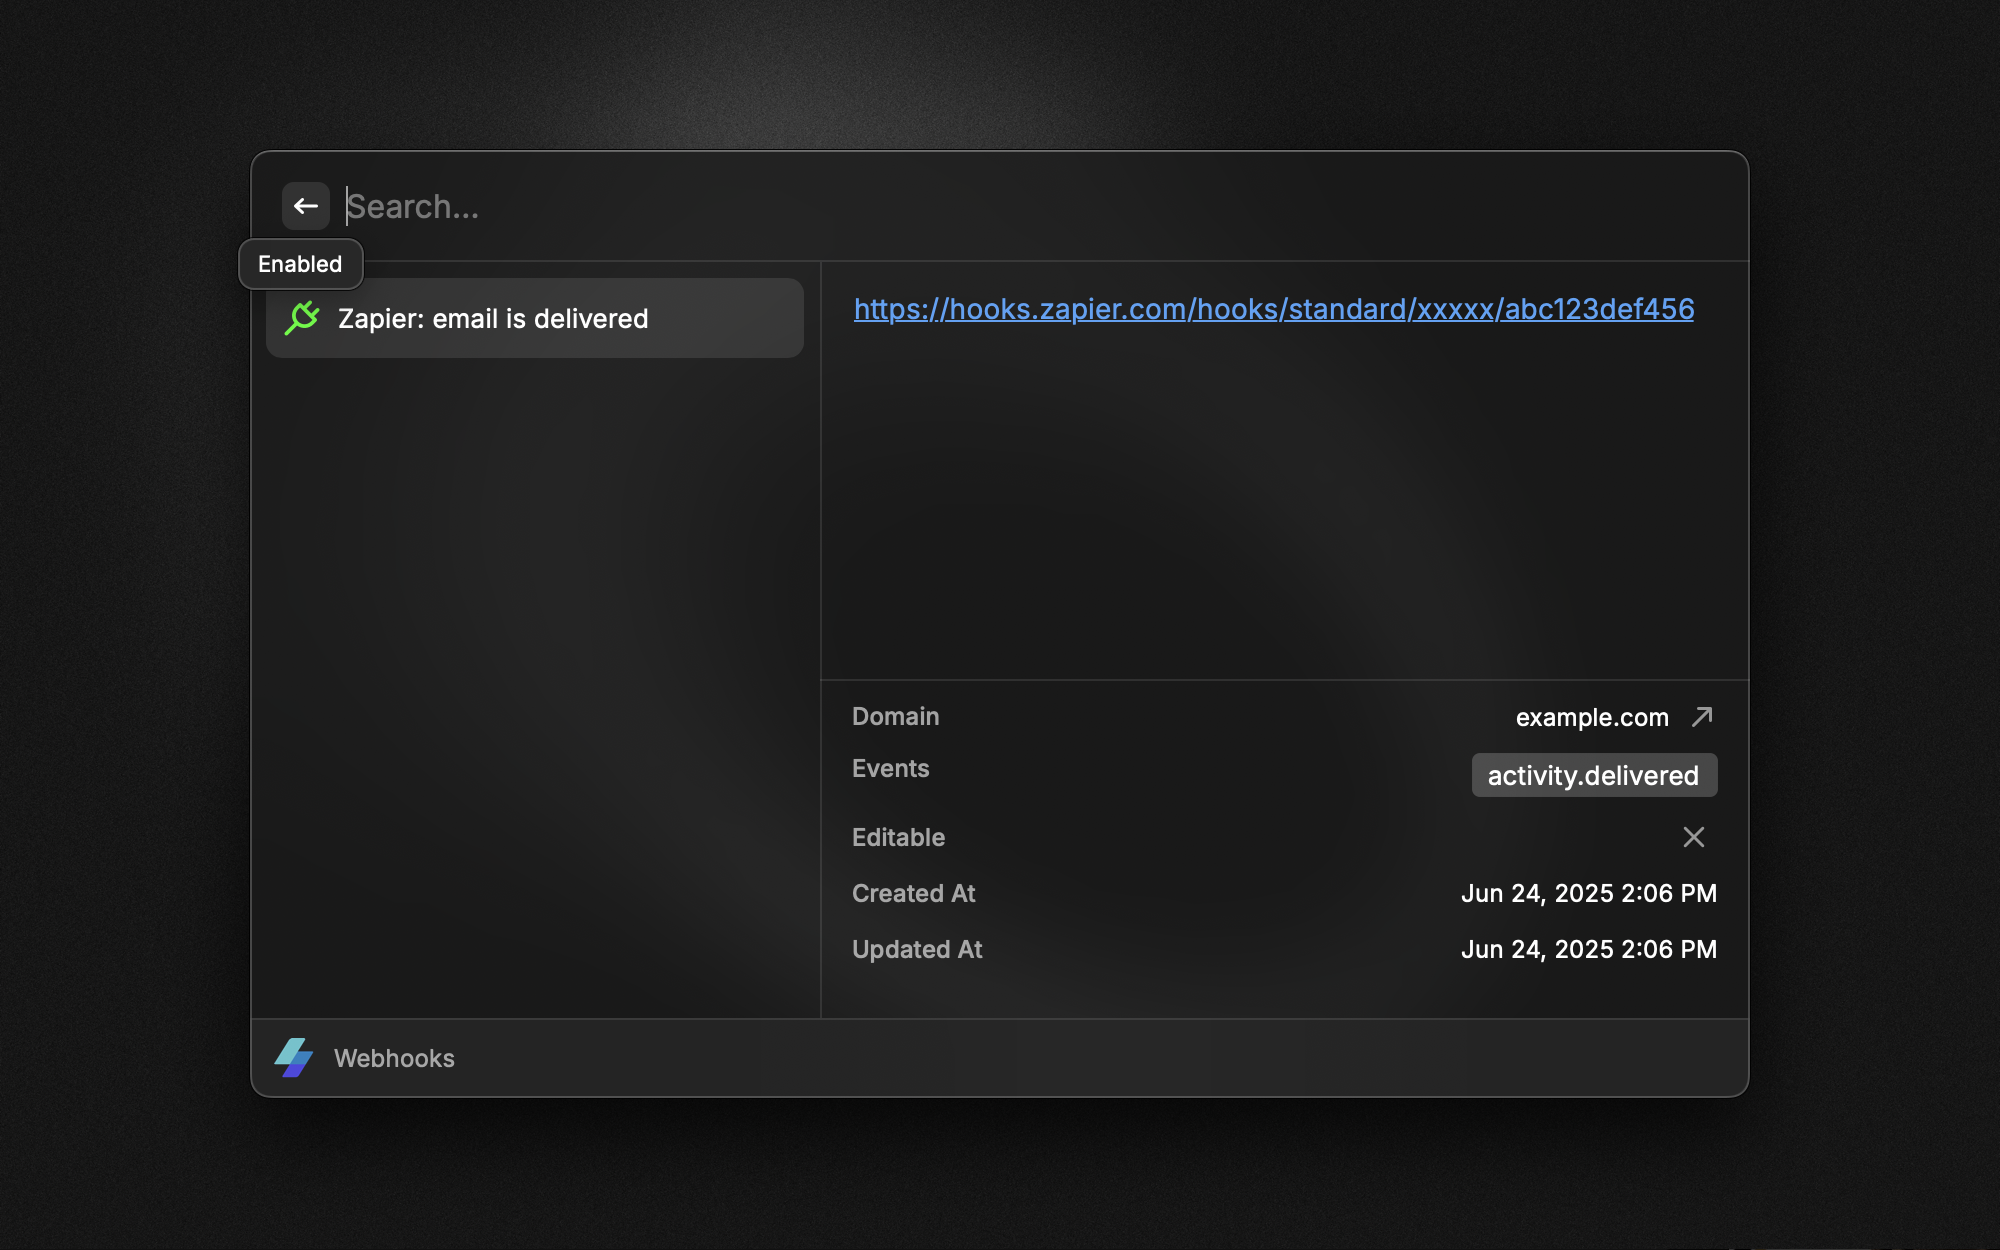 Search...
Enabled
Zapier: email is delivered
https://hooks.zapier.com/hooks/standard/xxxxx/abc123def456
Domain
example.com
Events
activity.delivered
Editable
Created At
Jun 24, 2025 2:06 PM
Updated At
Jun 24, 2025 2:06 PM
Webhooks